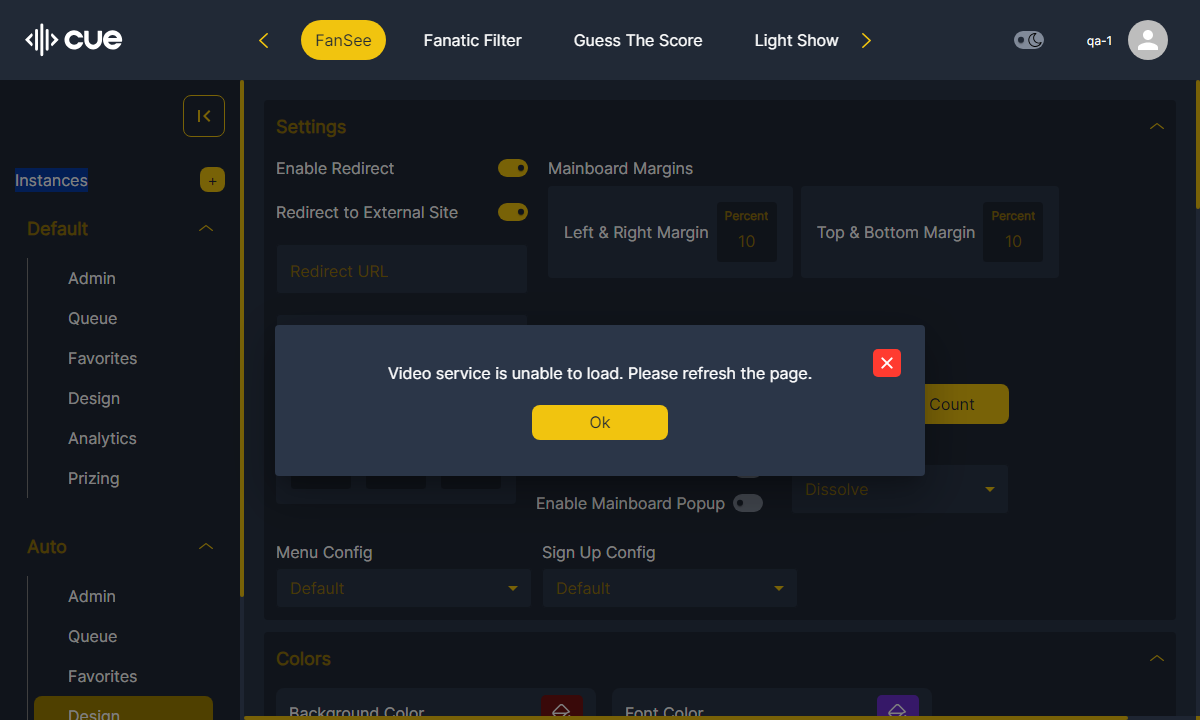 cue
FanSee
Fanatic Filter
Guess The Score
Light Show
qa-1
Instances
+
Default
Admin
Queue
Favorites
Design
Analytics
Prizing
Auto
Admin
Queue
Favorites
Design
Settings
Enable Redirect
Redirect to External Site
Redirect URL
Mainboard Margins
Left & Right Margin
Percent
10
Top & Bottom Margin
Percent
10
Video service is unable to load. Please refresh the page.
Ok
Count
Enable Mainboard Popup
Dissolve
Menu Config
Default
Sign Up Config
Default
Colors
Background Color
Font Color